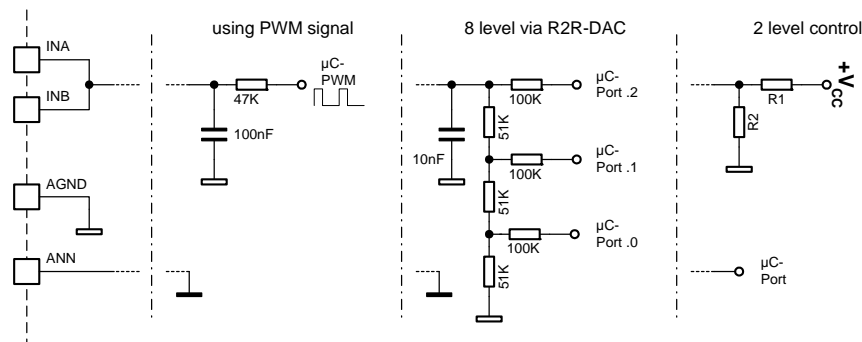 using PWM signal
8 level via R2R-DAC
2 level control
INA
INB
AGND
ANN
µC-
PWM
47K
100nF
µC-
Port .2
100K
51K
10nF
µC-
Port .1
100K
51K
µC-
Port .0
100K
51K
+VCC
R1
R2
µC-
Port